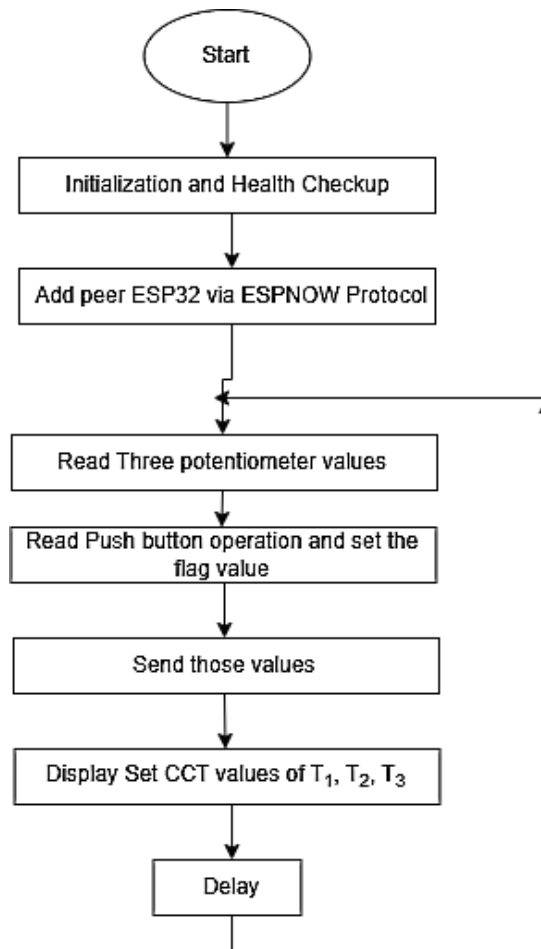 Start
Initialization and Health Checkup
Add peer ESP32 via ESPNOW Protocol
Read Three potentiometer values
Read Push button operation and set the
flag value
Send those values
Display Set CCT values of T₁, T₂, T₃
Delay